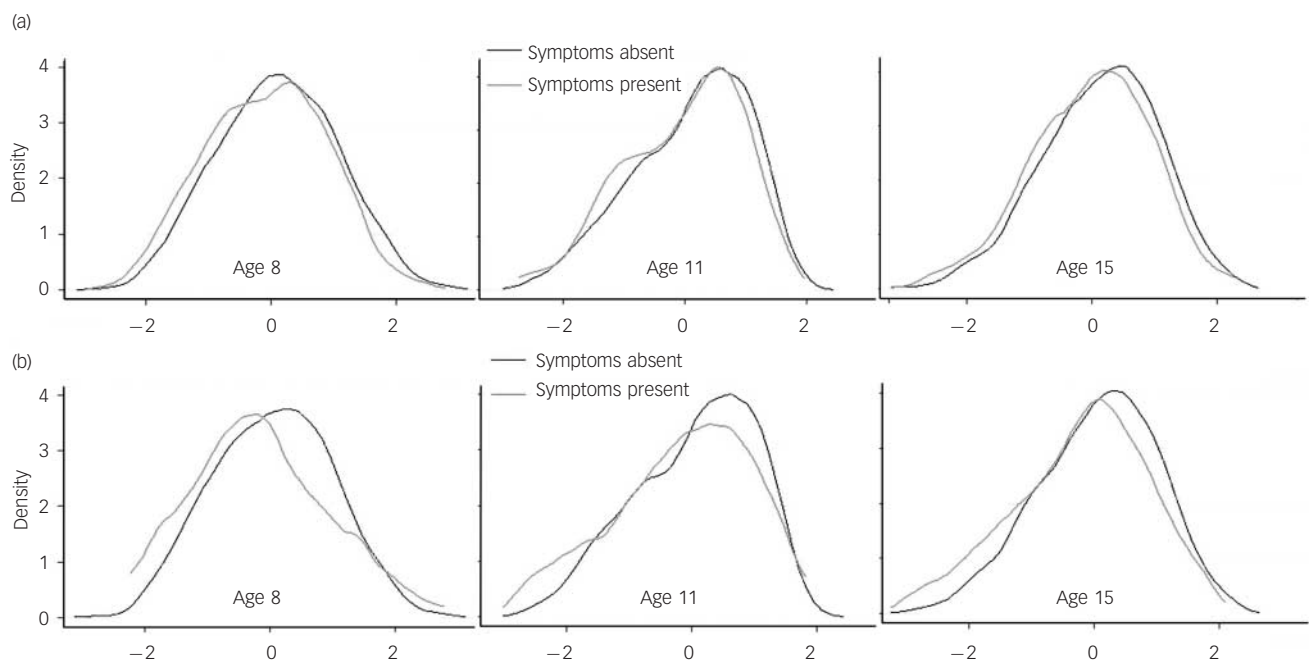 (a)
Symptoms absent
Symptoms present
4
3
2
1
0
Density
Age 8
Age 11
Age 15
−2 0 2
−2 0 2
−2 0 2
(b)
Symptoms absent
Symptoms present
4
3
2
1
0
Density
Age 8
Age 11
Age 15
−2 0 2
−2 0 2
−2 0 2